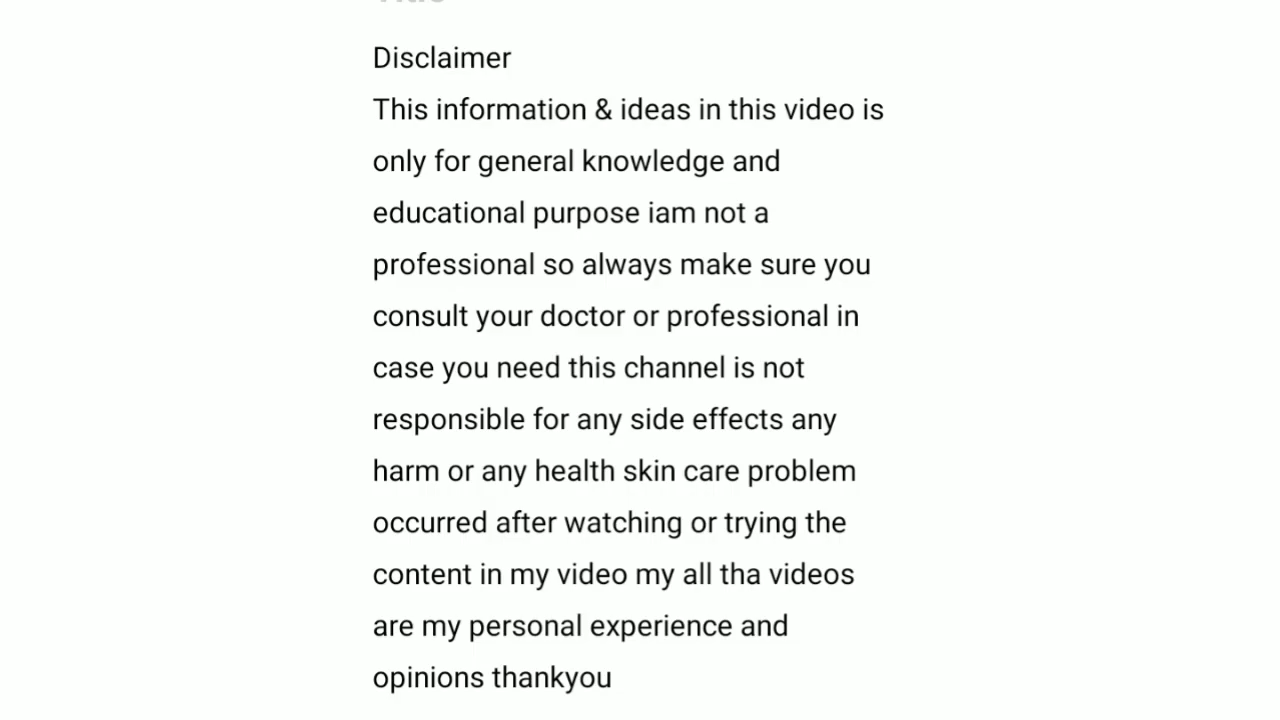 Disclaimer
This information & ideas in this video is
only for general knowledge and
educational purpose iam not a
professional so always make sure you
consult your doctor or professional in
case you need this channel is not
responsible for any side effects any
harm or any health skin care problem
occurred after watching or trying the
content in my video my all tha videos
are my personal experience and
opinions thankyou